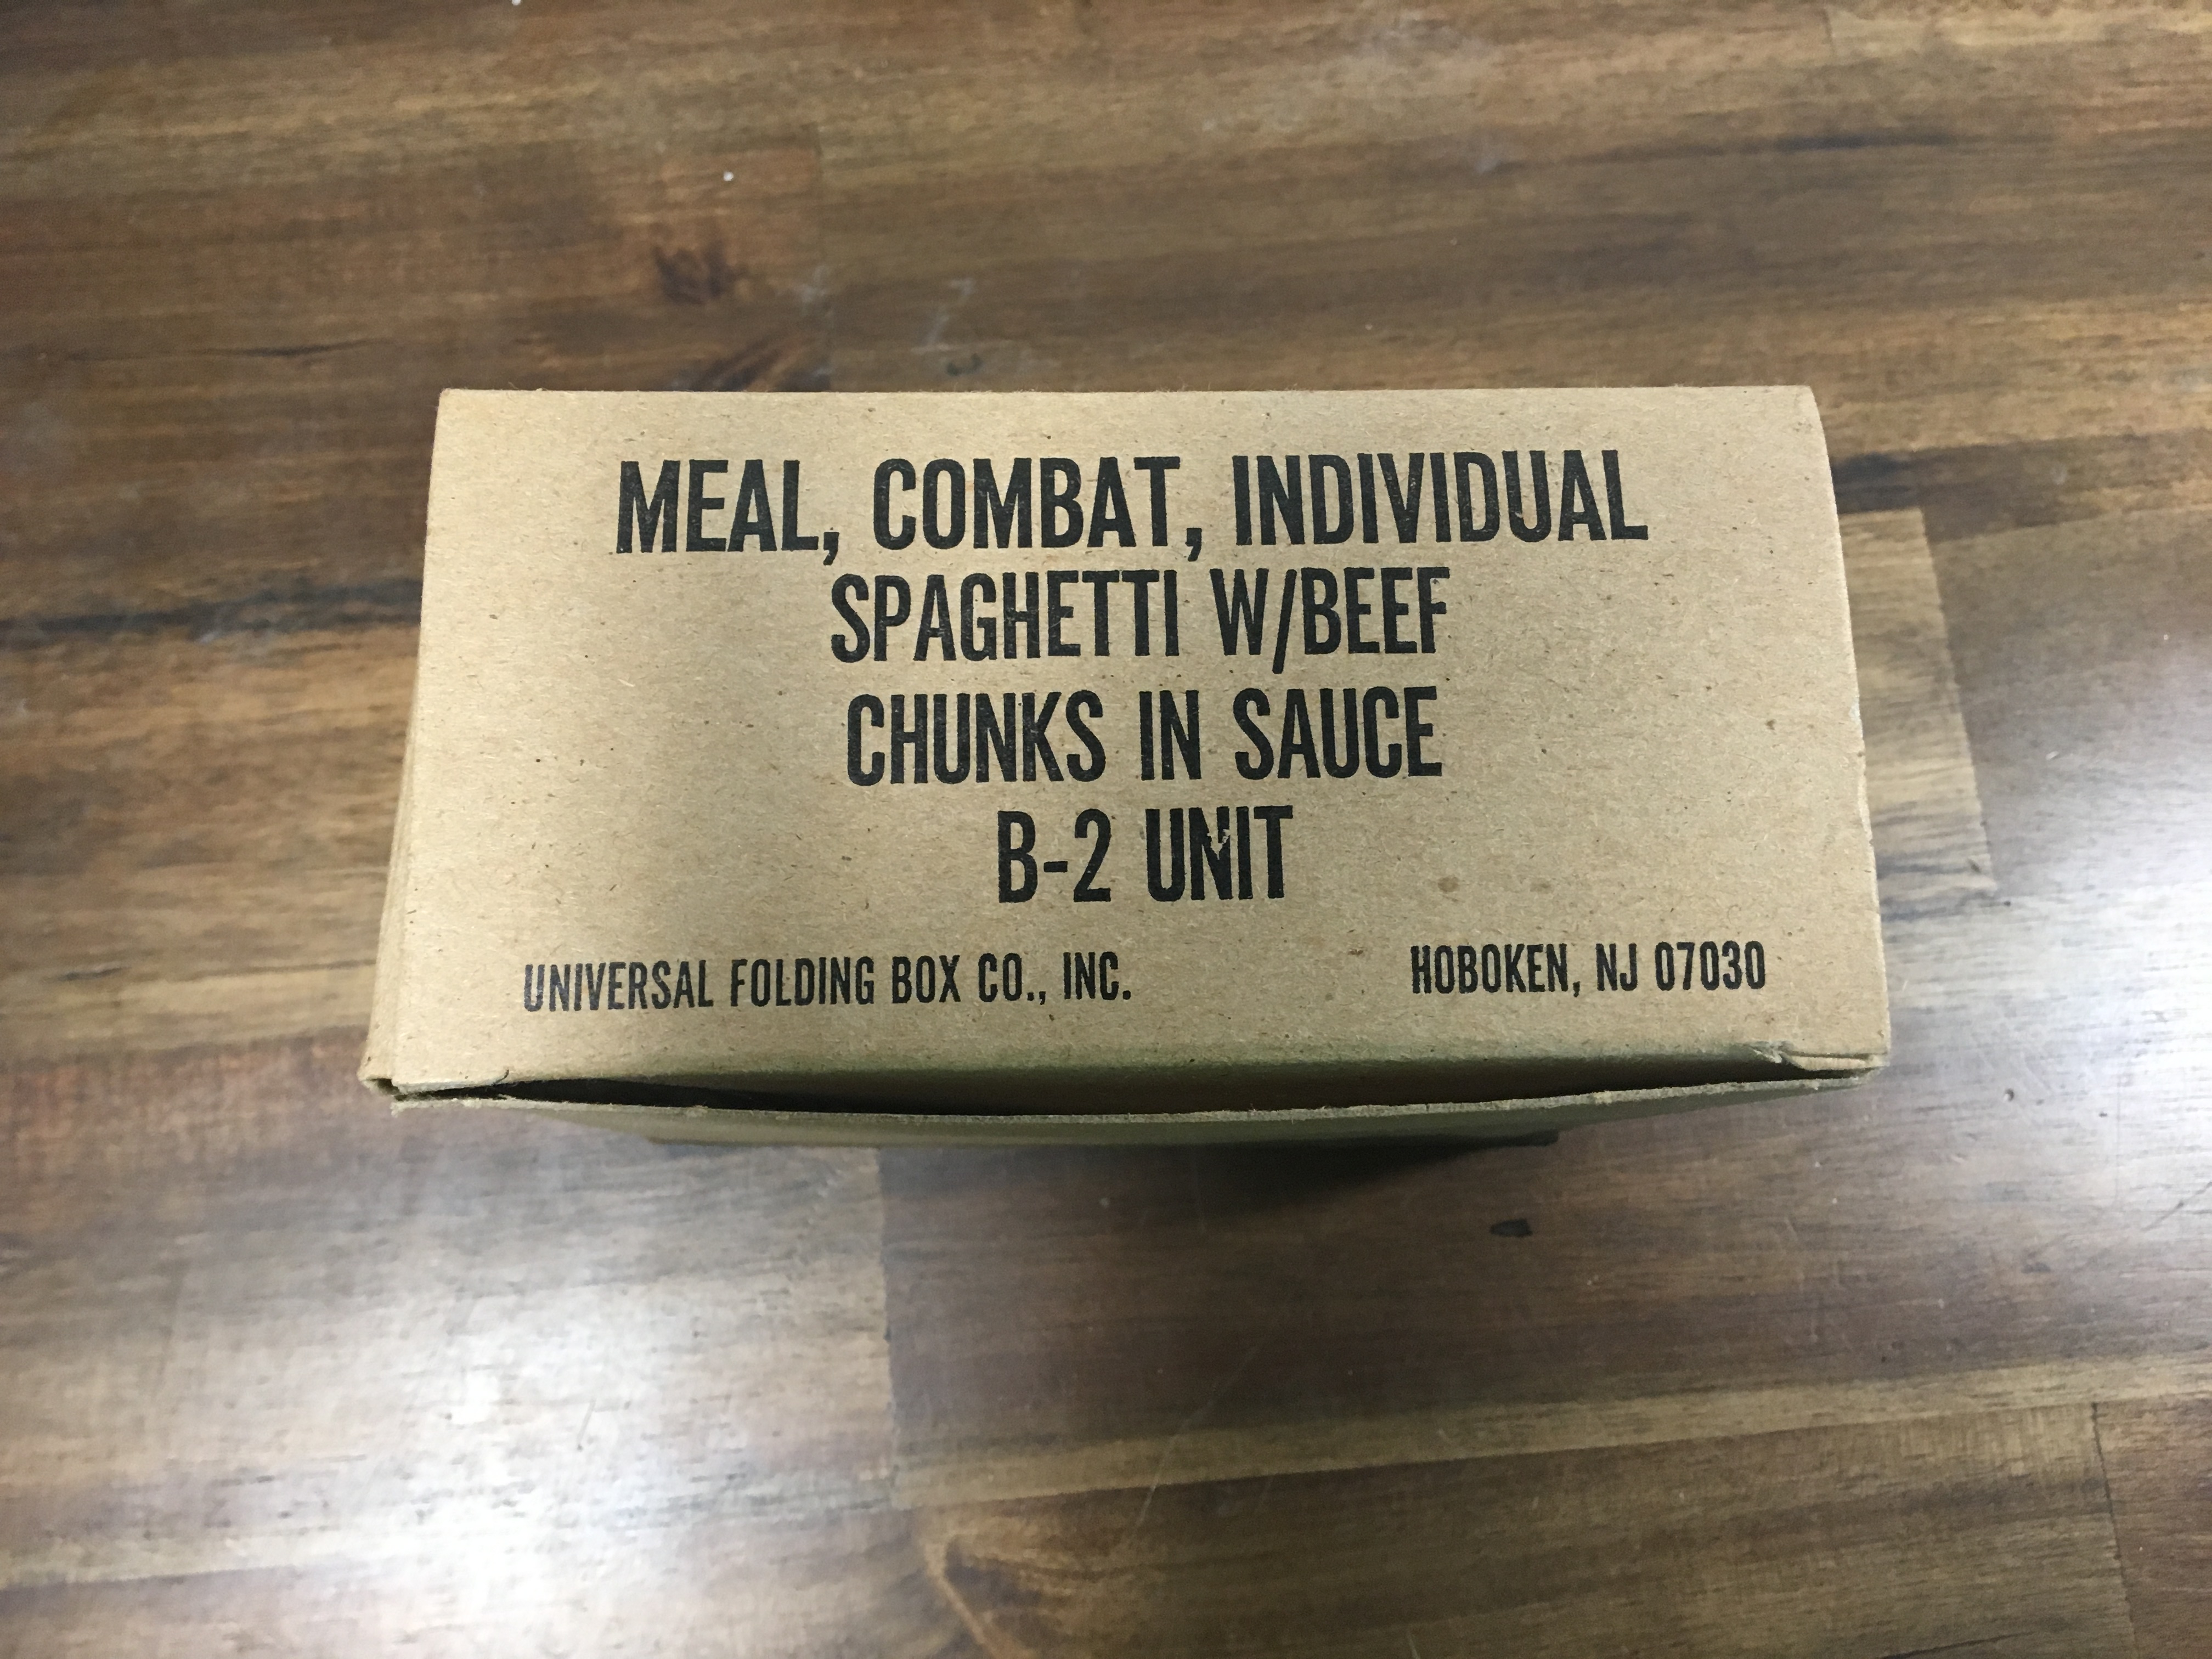 MEAL, COMBAT, INDIVIDUAL
SPAGHETTI W/BEEF
CHUNKS IN SAUCE
B-2 UNIT
UNIVERSAL FOLDING BOX CO., INC. HOBOKEN, NJ 07030